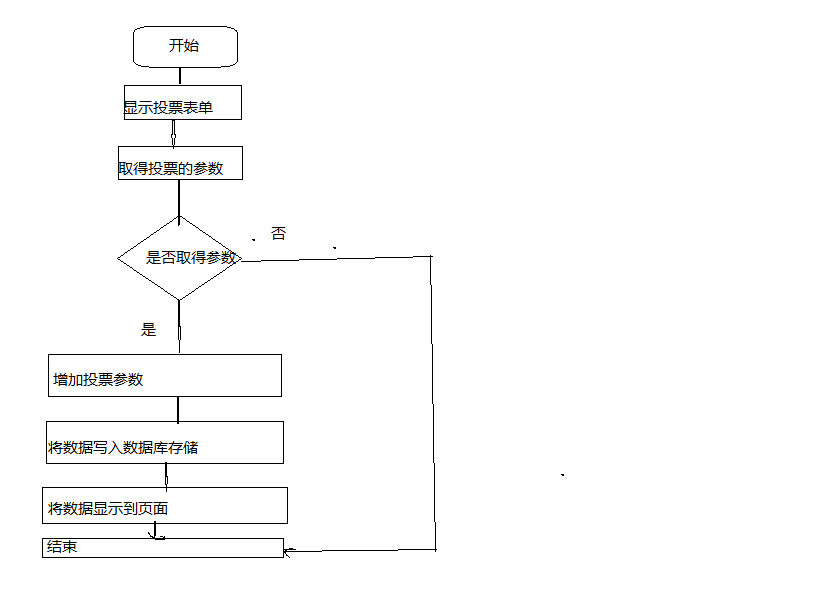 开始
显示投票表单
取得投票的参数
否
是否取得参数
是
增加投票参数
将数据写入数据库存储
将数据显示到页面
结束